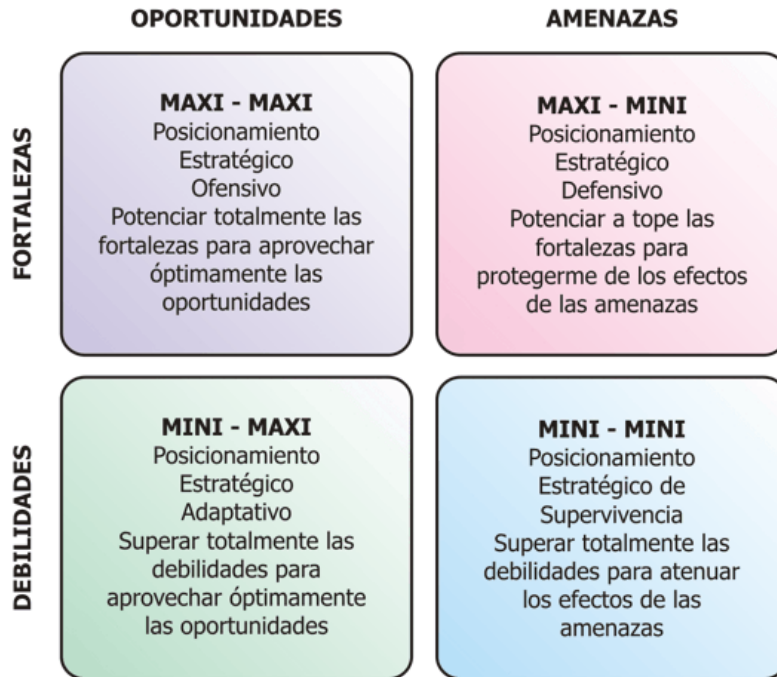 OPORTUNIDADES
AMENAZAS
FORTALEZAS
MAXI - MAXI
Posicionamiento
Estratégico
Ofensivo
Potenciar totalmente las
fortalezas para aprovechar
óptimamente las
oportunidades
MAXI - MINI
Posicionamiento
Estratégico
Defensivo
Potenciar a tope las
fortalezas para
protegerme de los efectos
de las amenazas
DEBILIDADES
MINI - MAXI
Posicionamiento
Estratégico
Adaptativo
Superar totalmente las
debilidades para
aprovechar óptimamente
las oportunidades
MINI - MINI
Posicionamiento
Estratégico de
Supervivencia
Superar totalmente las
debilidades para atenuar
los efectos de las
amenazas